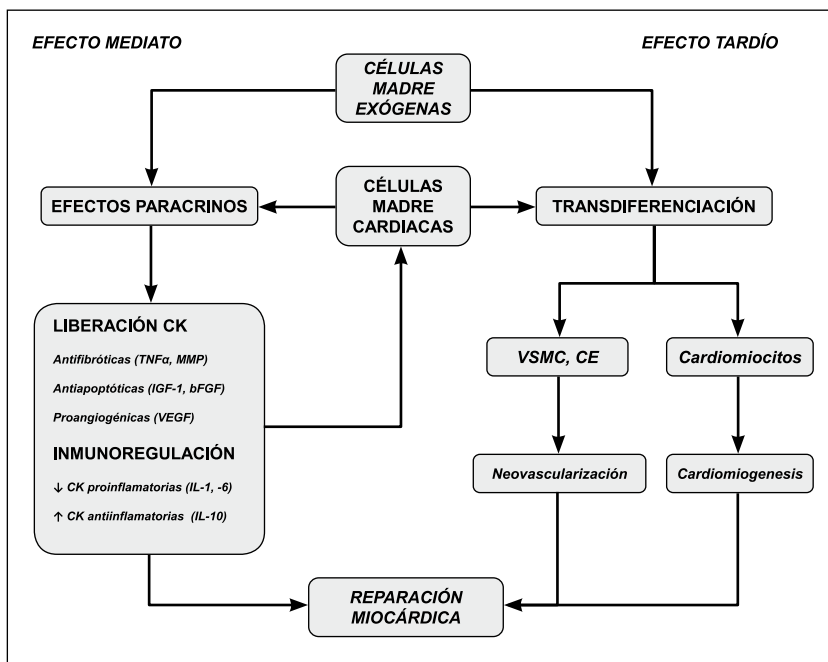 EFECTO MEDIATO
EFECTO TARDÍO
CÉLULAS
MADRE
EXÓGENAS
EFECTOS PARACRINOS
CÉLULAS
MADRE
CARDIACAS
TRANSDIFERENCIACIÓN
LIBERACIÓN CK
Antifibróticas (TNFα, MMP)
Antiapoptóticas (IGF-1, bFGF)
Proangiogénicas (VEGF)
INMUNOREGULACIÓN
↓ CK proinflamatorias (IL-1, -6)
↑ CK antiinflamatorias (IL-10)
VSMC, CE
Cardiomiocitos
Neovascularización
Cardiomiogenesis
REPARACIÓN
MIOCÁRDICA